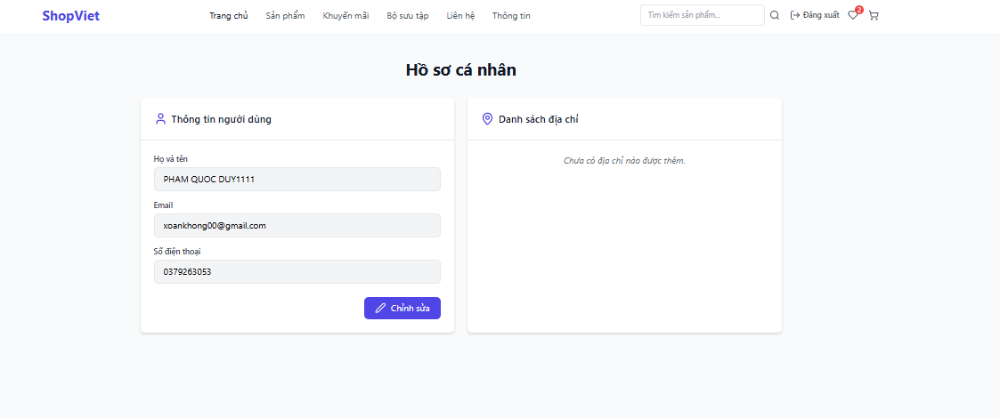 ShopViet
Trang chủ Sản phẩm Khuyến mãi Bộ sưu tập Liên hệ Thông tin
Tìm kiếm sản phẩm...
Đăng xuất
2
Hồ sơ cá nhân
Thông tin người dùng
Họ và tên
PHAM QUOC DUY1111
Email
xoankhong00@gmail.com
Số điện thoại
0379263053
Chỉnh sửa
Danh sách địa chỉ
Chưa có địa chỉ nào được thêm.